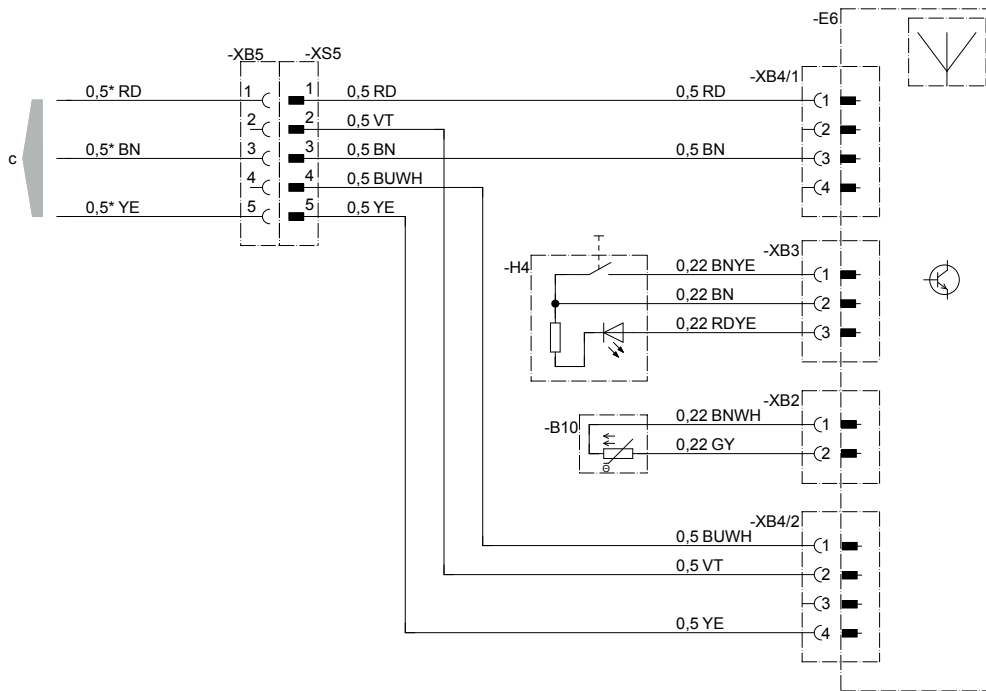 -E6
-XB5 -XS5
-XB4/1
0,5* RD 1 1 0,5 RD 0,5 RD 1
2 2 0,5 VT 2
c 0,5* BN 3 3 0,5 BN 0,5 BN 3
4 4 0,5 BUWH 4
0,5* YE 5 5 0,5 YE
-XB3
-H4 0,22 BNYE 1
0,22 BN 2
0,22 RDYE 3
-XB2
-B10 0,22 BNWH 1
0,22 GY 2
Θ
-XB4/2
0,5 BUWH 1
0,5 VT 2
3
0,5 YE 4